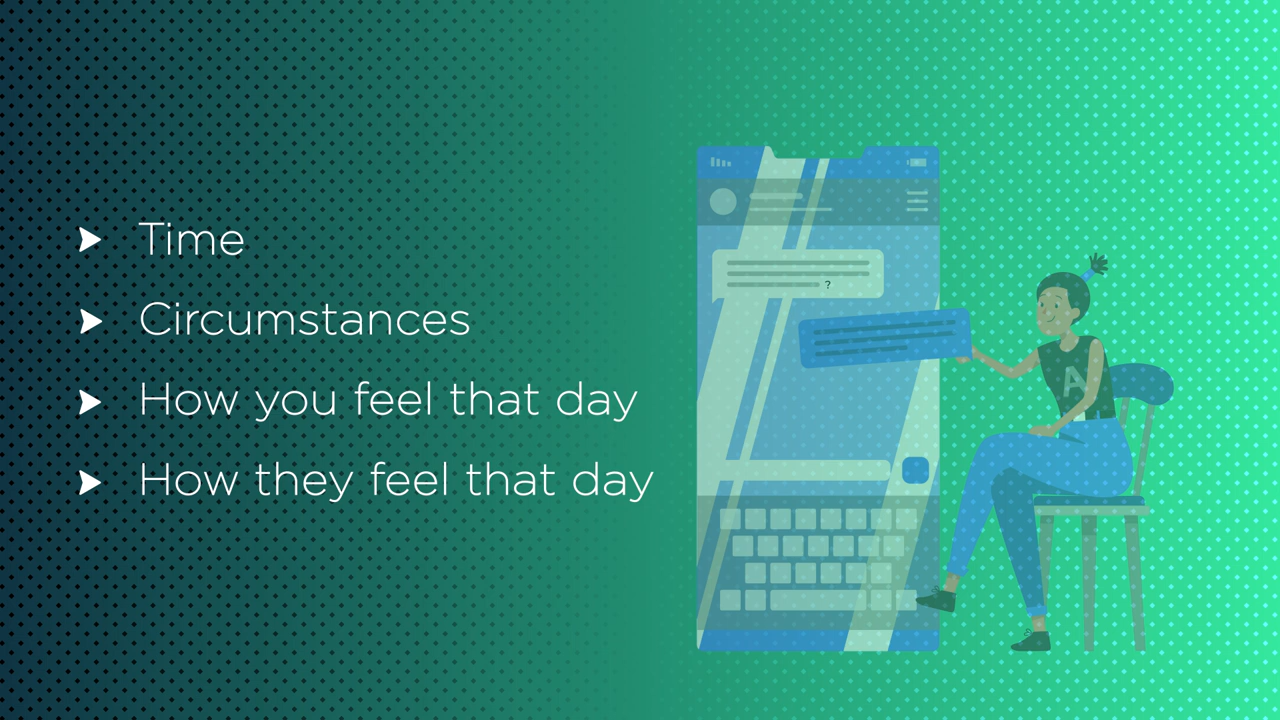 Time
Circumstances
How you feel that day
How they feel that day
?
A